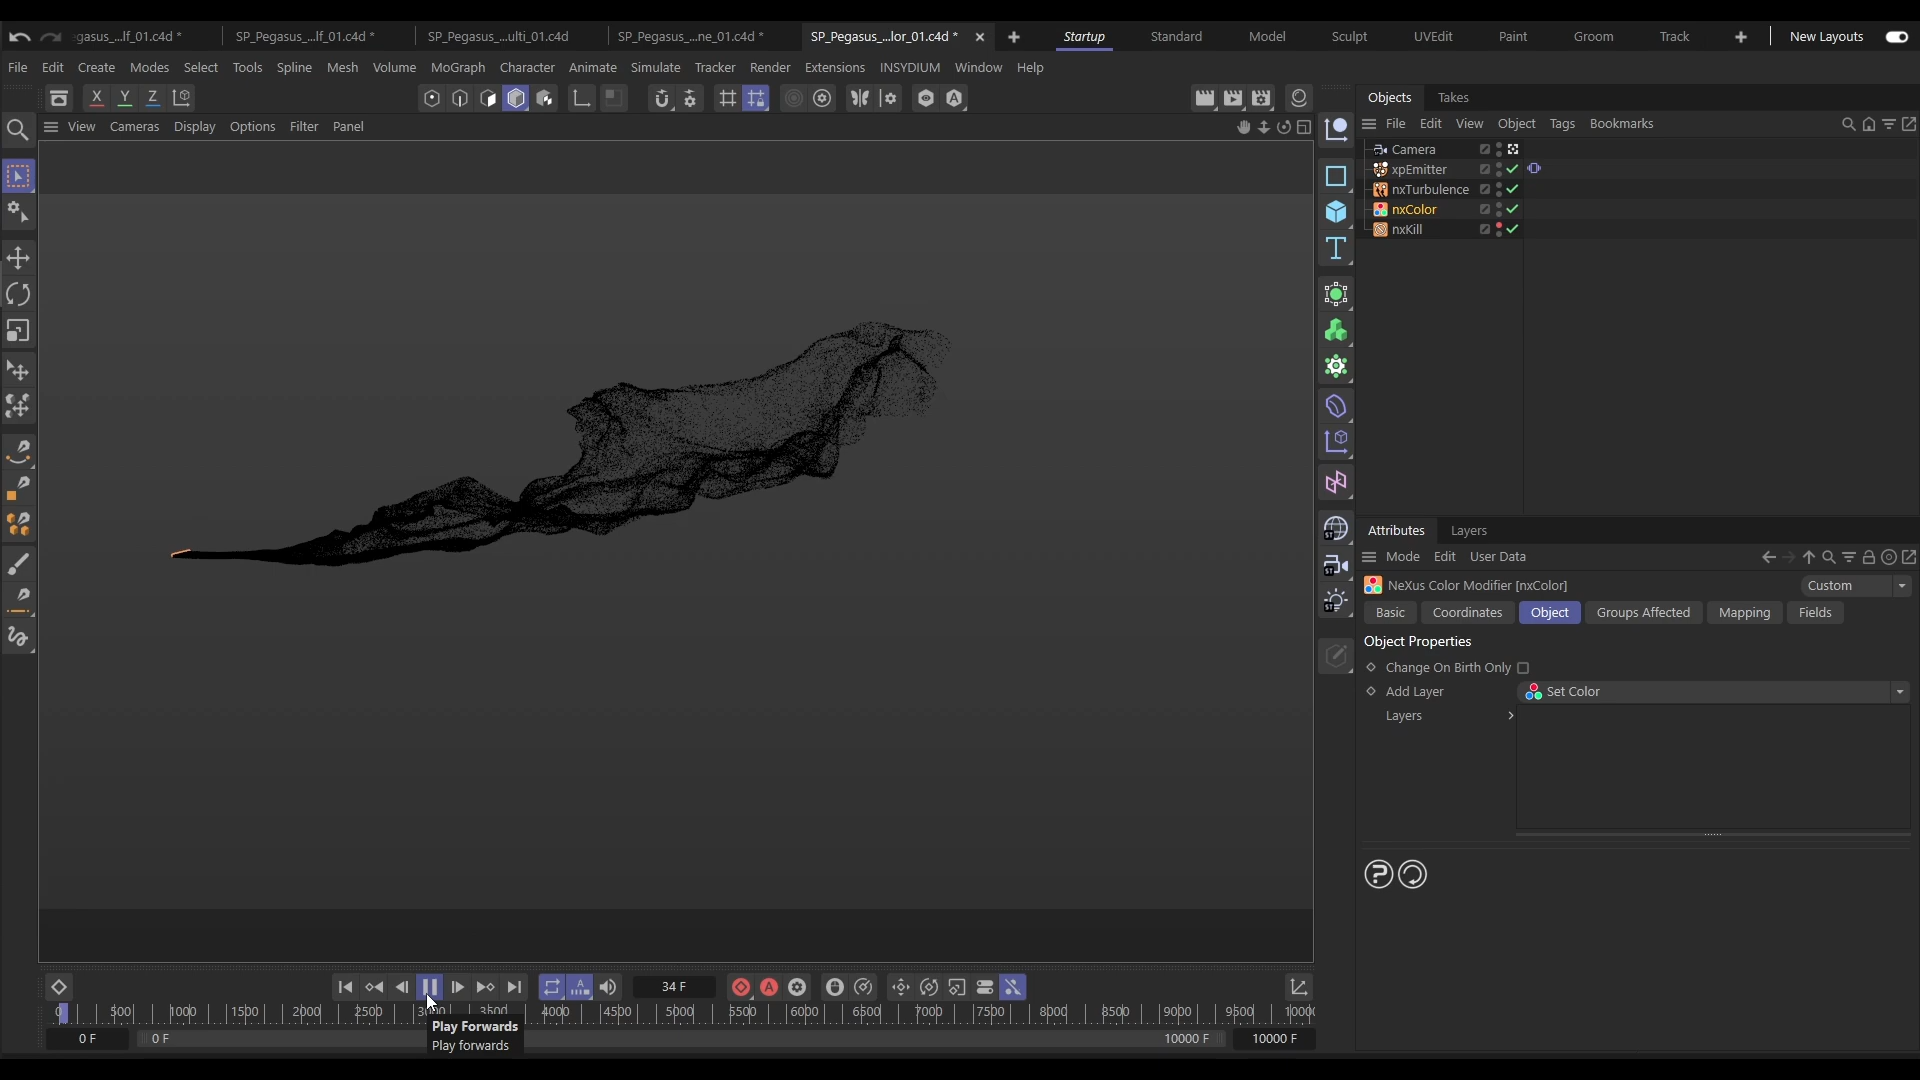 gasus_...lf_01.c4d *
SP_Pegasus_...lf_01.c4d *
SP_Pegasus_...ulti_01.c4d
SP_Pegasus_...ne_01.c4d *
SP_Pegasus_...lor_01.c4d *
Startup
Standard
Model
Sculpt
UVEdit
Paint
Groom
Track
New Layouts
File Edit Create Modes Select Tools Spline Mesh Volume MoGraph Character Animate Simulate Tracker Render Extensions INSYDIUM Window Help
X Y Z
View Cameras Display Options Filter Panel
Objects Takes
File Edit View Object Tags Bookmarks
Camera
xpEmitter
nxTurbulence
nxColor
nxKill
Attributes Layers
Mode Edit User Data
NeXus Color Modifier [nxColor]
Custom
Basic Coordinates Object Groups Affected Mapping Fields
Object Properties
Change On Birth Only
Add Layer
Set Color
Layers
34 F
0 500 1000 1500 2000 2500 3000 3500 4000 4500 5000 5500 6000 6500 7000 7500 8000 8500 9000 9500 1000
Play Forwards
Play forwards
0 F
0 F
10000 F
10000 F